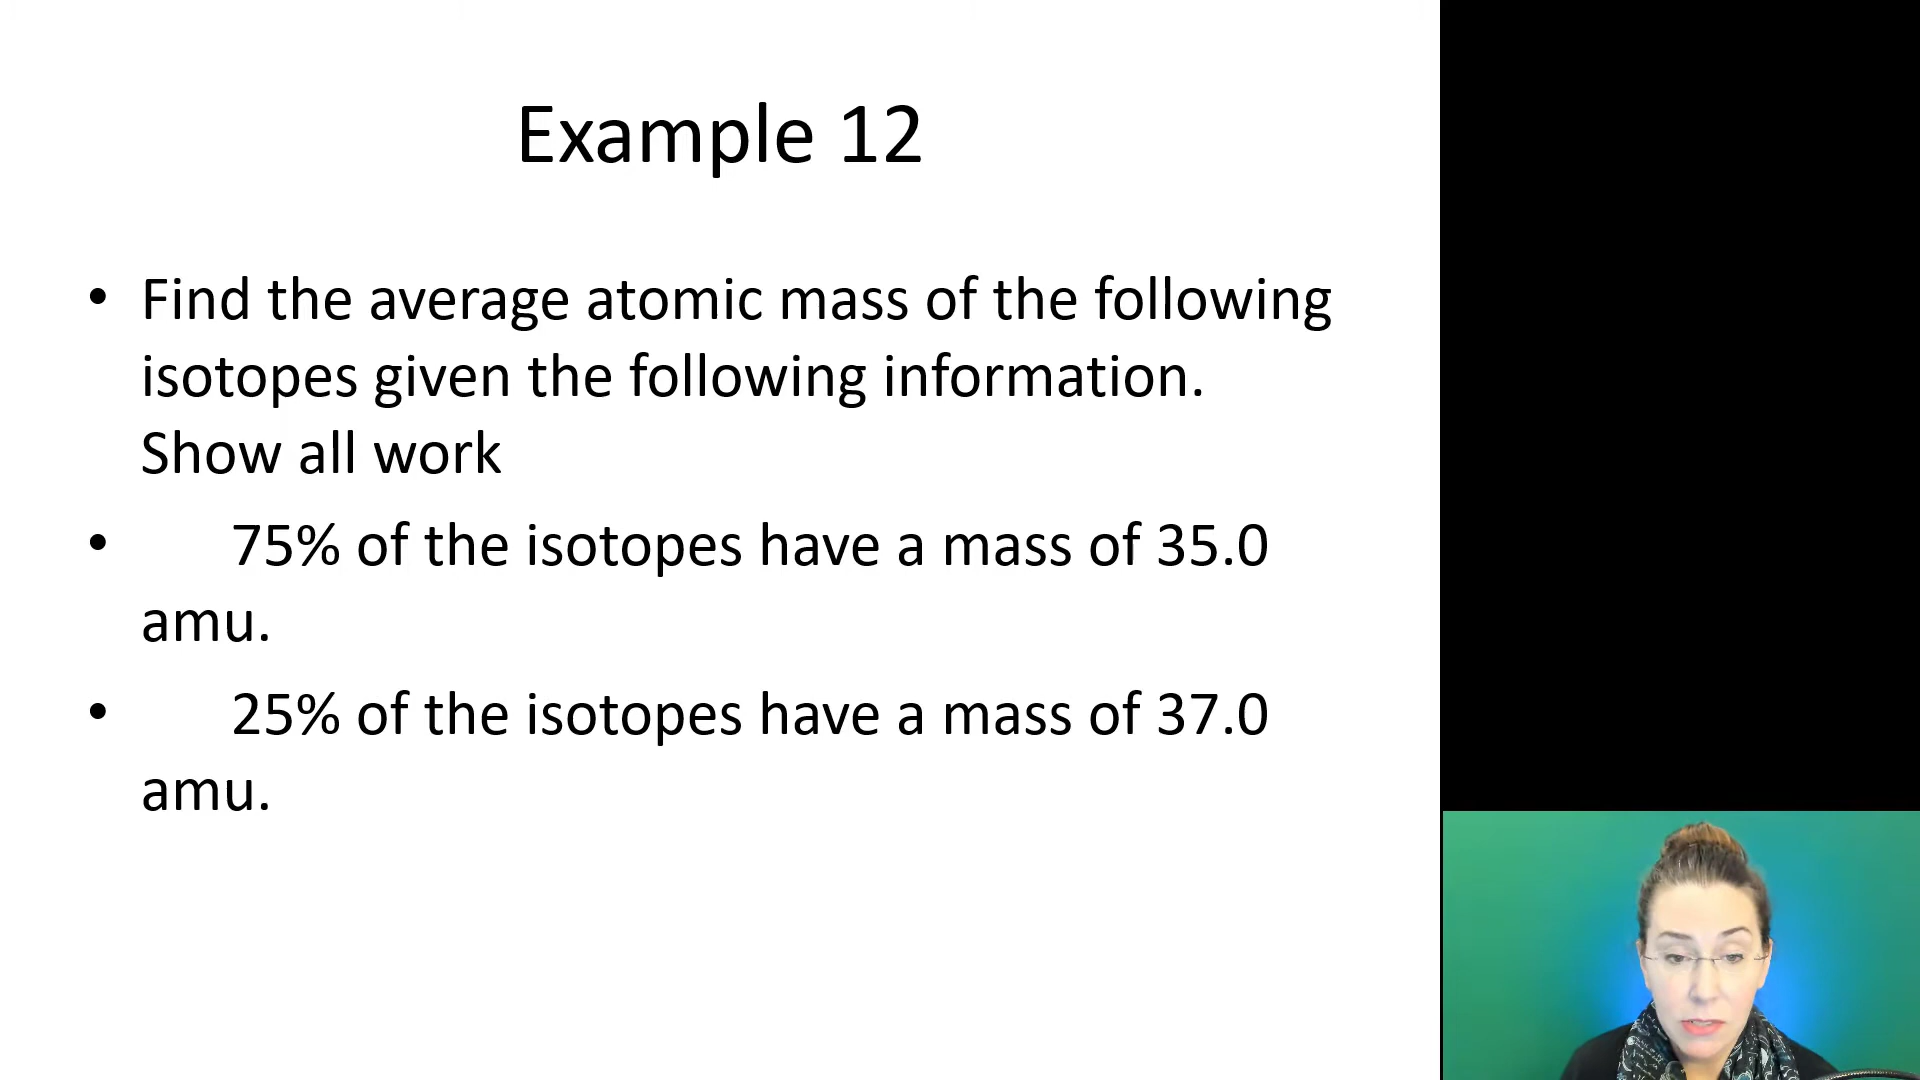 Example 12
• Find the average atomic mass of the following
isotopes given the following information.
Show all work
• 75% of the isotopes have a mass of 35.0
amu.
• 25% of the isotopes have a mass of 37.0
amu.